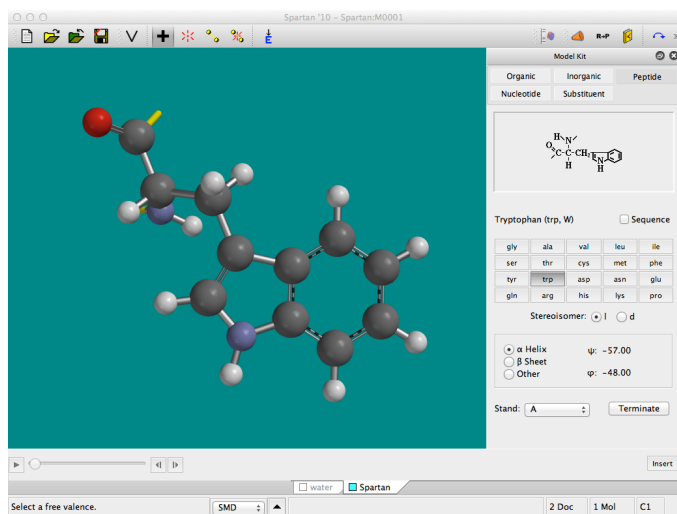 Spartan '10 – Spartan:M0001
R→P
Model Kit
Organic Inorganic Peptide
Nucleotide Substituent
H N
O C–C–CH₂
H N
H
Tryptophan (trp, W) Sequence
gly ala val leu ile
ser thr cys met phe
tyr trp asp asn glu
gln arg his lys pro
Stereoisomer: l d
α Helix ψ: -57.00
β Sheet φ: -48.00
Other
Stand: A Terminate
Insert
water Spartan
Select a free valence. SMD 2 Doc 1 Mol C1